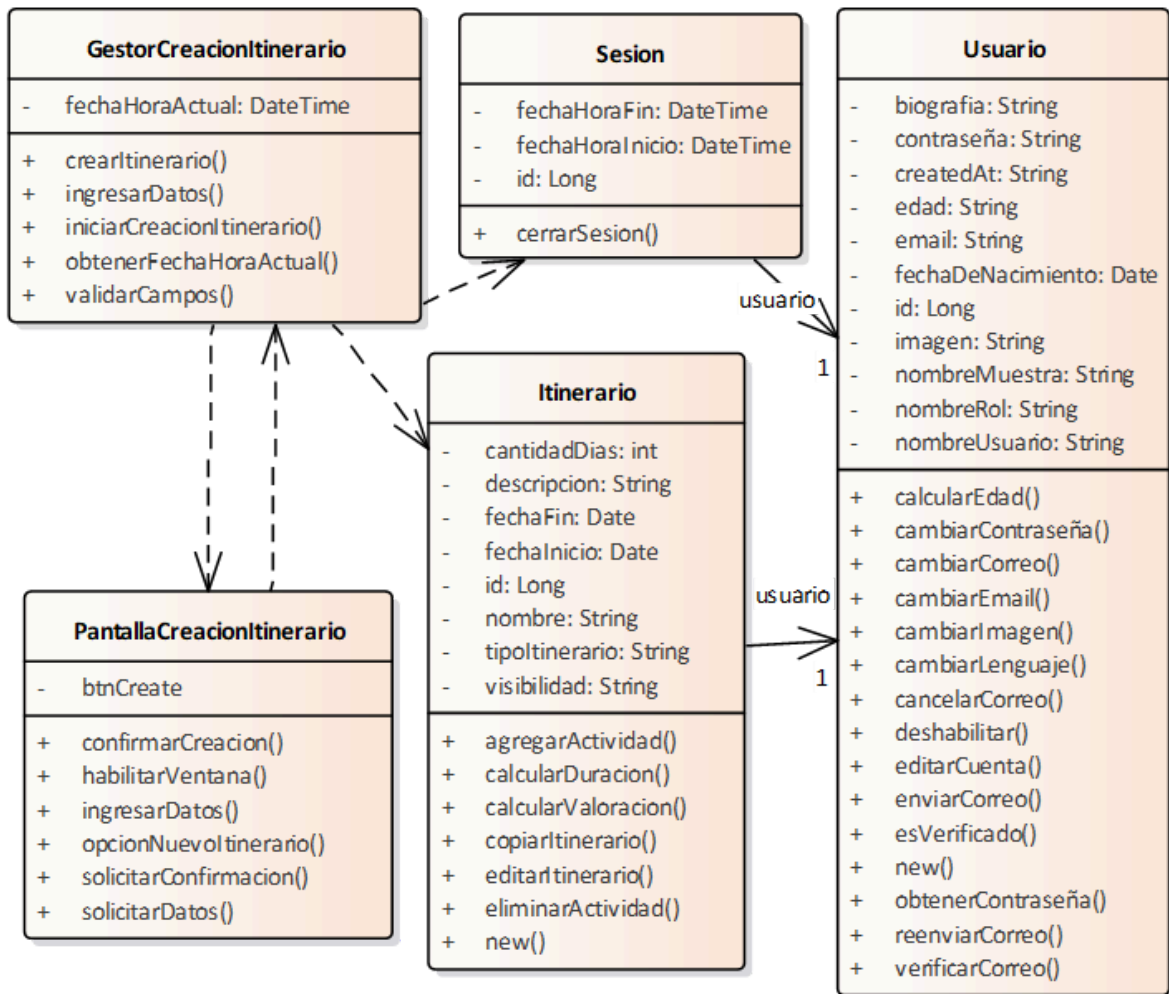 GestorCreacionItinerario
- fechaHoraActual: DateTime
+ crearItinerario()
+ ingresarDatos()
+ iniciarCreacionItinerario()
+ obtenerFechaHoraActual()
+ validarCampos()
Sesion
- fechaHoraFin: DateTime
- fechaHoraInicio: DateTime
- id: Long
+ cerrarSesion()
usuario
1
Usuario
- biografia: String
- contraseña: String
- createdAt: String
- edad: String
- email: String
- fechaDeNacimiento: Date
- id: Long
- imagen: String
- nombreMuestra: String
- nombreRol: String
- nombreUsuario: String
+ calcularEdad()
+ cambiarContraseña()
+ cambiarCorreo()
+ cambiarEmail()
+ cambiarImagen()
+ cambiarLenguaje()
+ cancelarCorreo()
+ deshabilitar()
+ editarCuenta()
+ enviarCorreo()
+ esVerificado()
+ new()
+ obtenerContraseña()
+ reenviarCorreo()
+ verificarCorreo()
Itinerario
- cantidadDias: int
- descripcion: String
- fechaFin: Date
- fechaInicio: Date
- id: Long
- nombre: String
- tipoItinerario: String
- visibilidad: String
+ agregarActividad()
+ calcularDuracion()
+ calcularValoracion()
+ copiarItinerario()
+ editarItinerario()
+ eliminarActividad()
+ new()
usuario
1
PantallaCreacionItinerario
- btnCreate
+ confirmarCreacion()
+ habilitarVentana()
+ ingresarDatos()
+ opcionNuevoItinerario()
+ solicitarConfirmacion()
+ solicitarDatos()